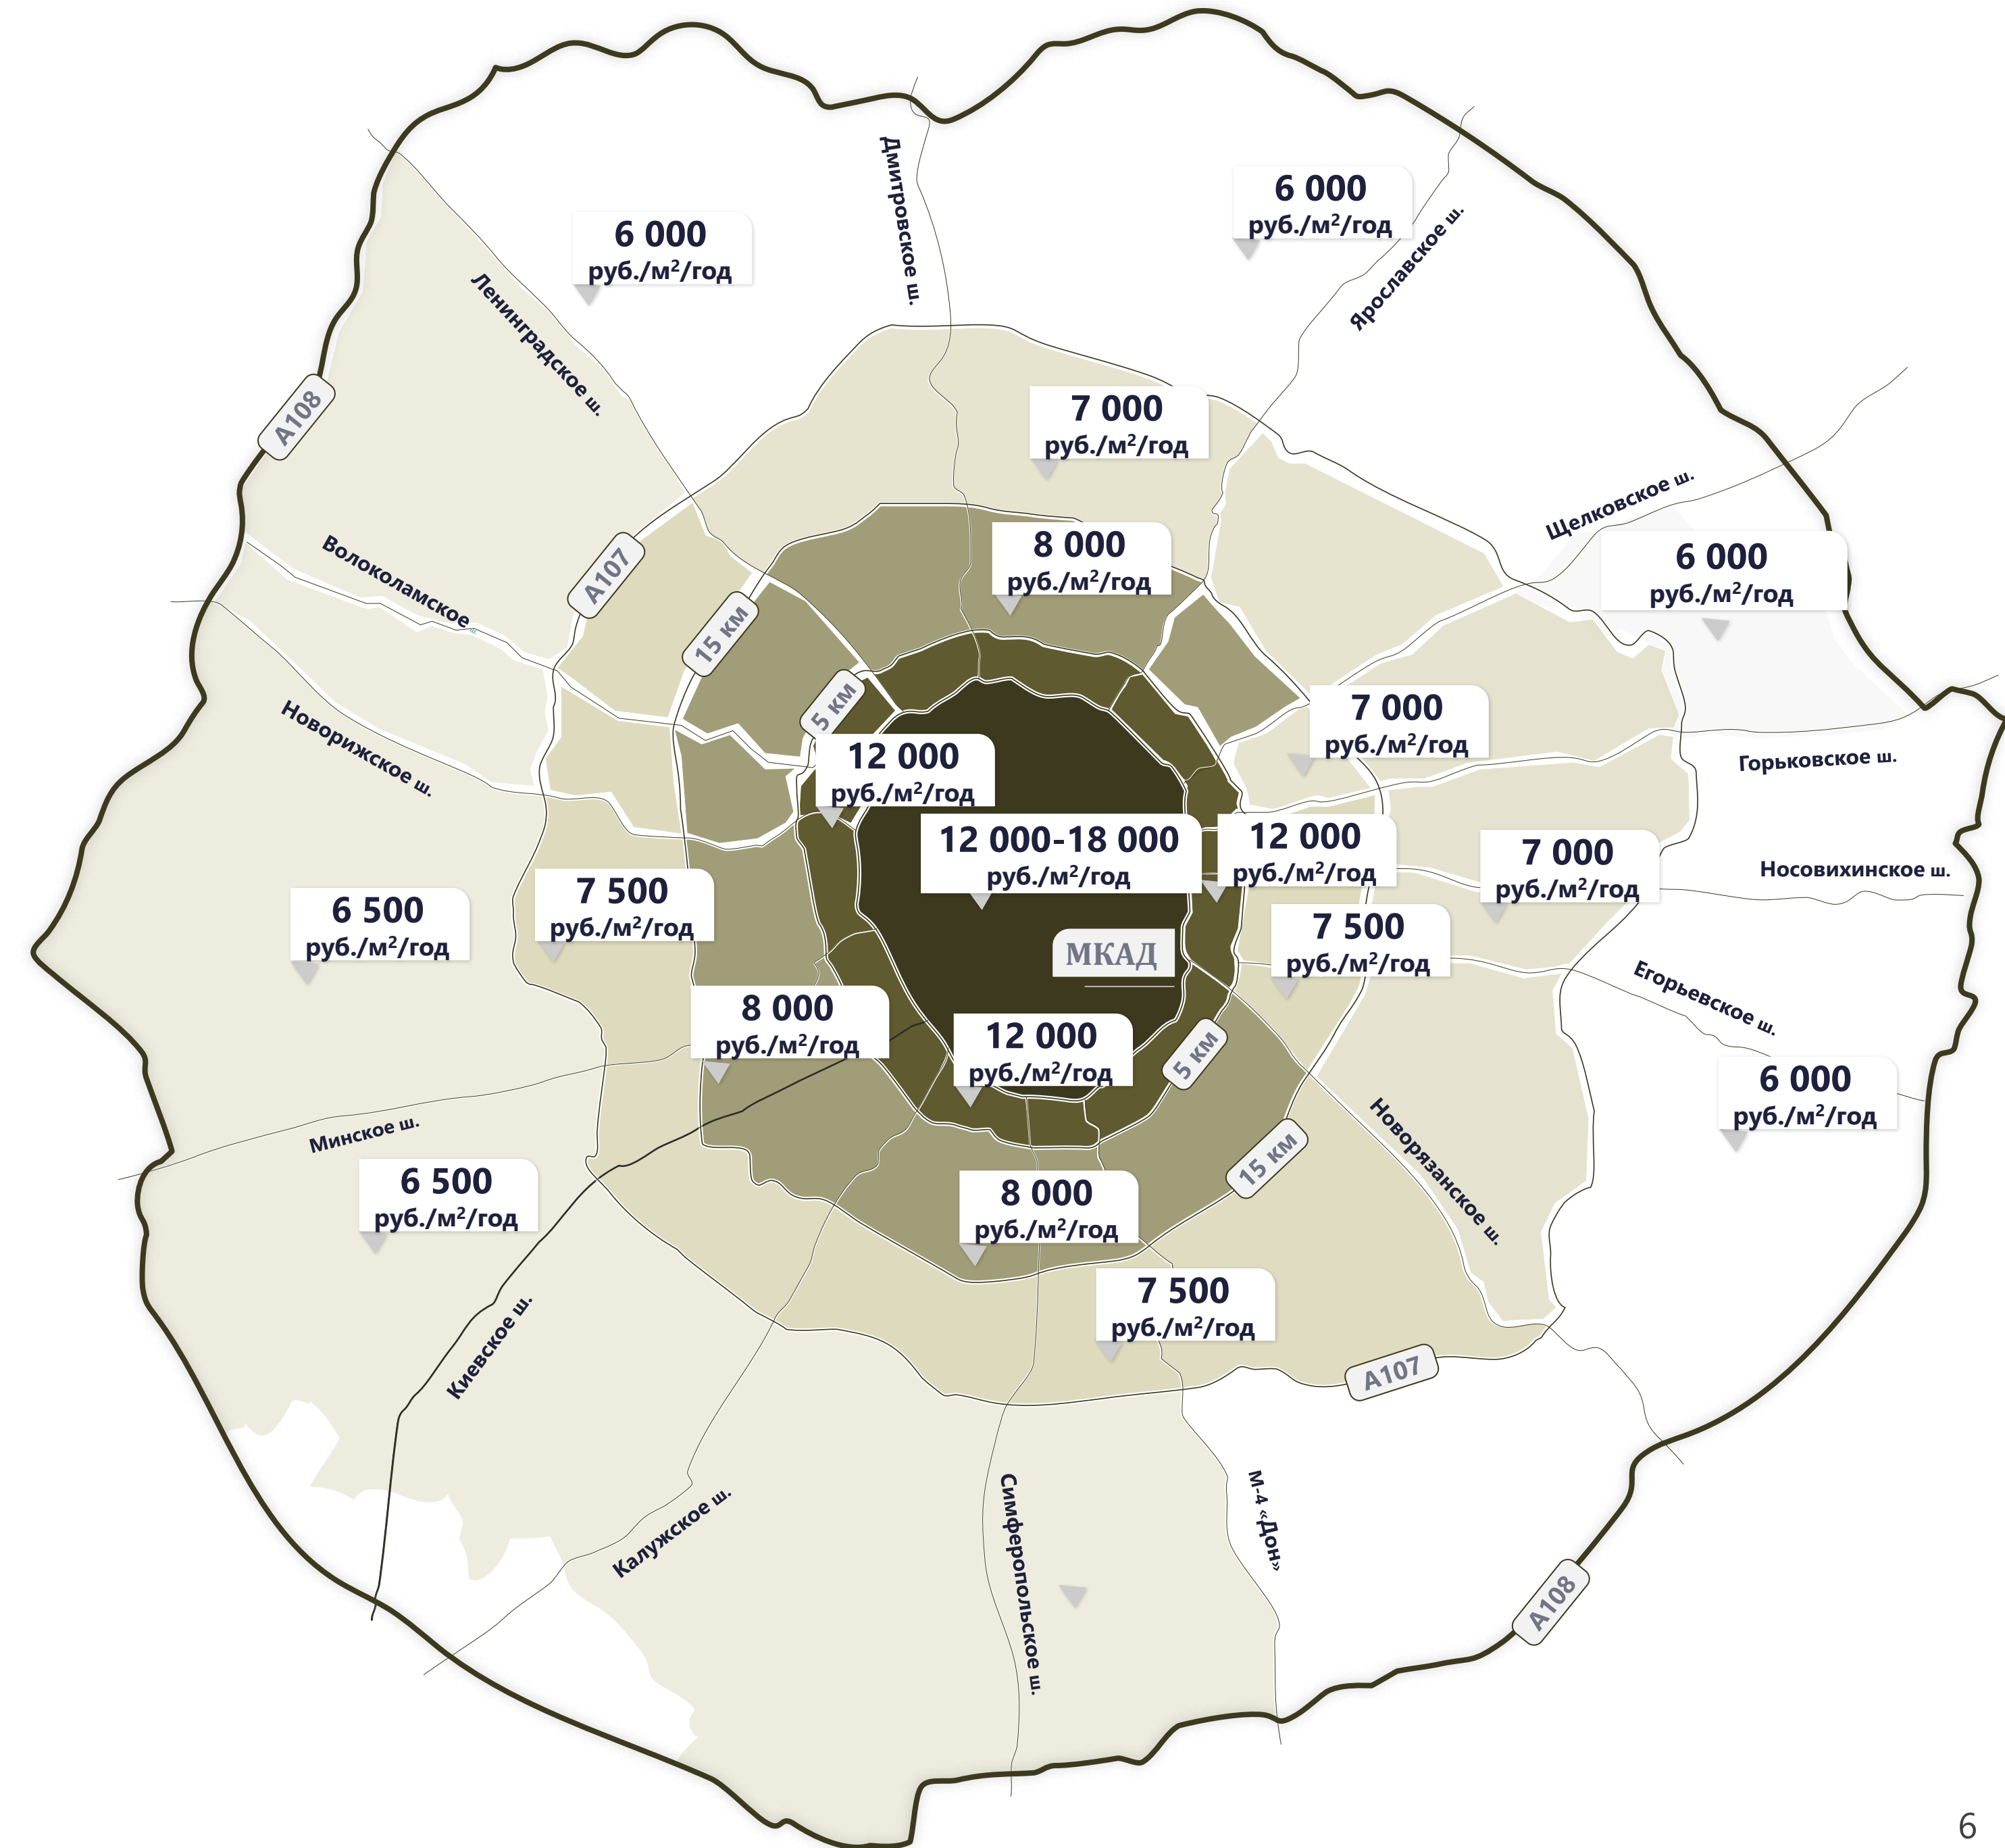 Дмитровское ш.
6 000
руб./м²/год
Ярославское ш.
6 000
руб./м²/год
Ленинградское ш.
А108
7 000
руб./м²/год
Щелковское ш.
8 000
руб./м²/год
6 000
руб./м²/год
Волоколамское
А107
15 км
5 км
Новорижское ш.
7 000
руб./м²/год
12 000
руб./м²/год
Горьковское ш.
12 000-18 000
руб./м²/год
12 000
руб./м²/год
7 000
руб./м²/год
Носовихинское ш.
6 500
руб./м²/год
7 500
руб./м²/год
7 500
руб./м²/год
МКАД
Егорьевское ш.
8 000
руб./м²/год
12 000
руб./м²/год
5 км
6 000
руб./м²/год
Минское ш.
Новорязанское ш.
15 км
6 500
руб./м²/год
8 000
руб./м²/год
7 500
руб./м²/год
Киевское ш.
А107
Калужское ш.
Симферопольское ш.
М-4 «Дон»
А108
6